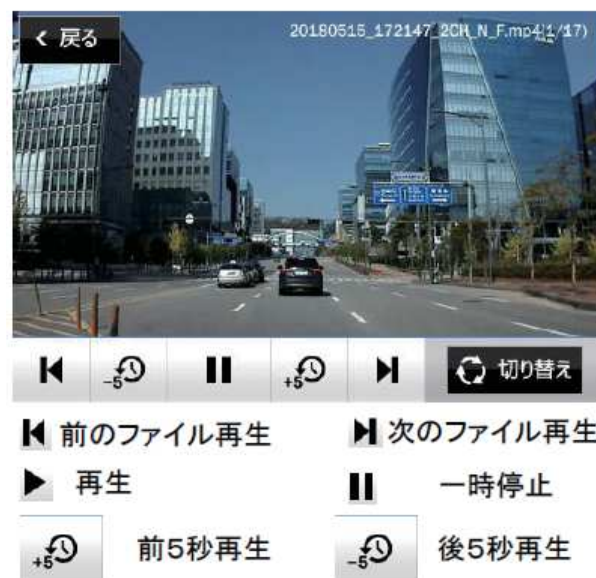 < 戻る
20180515_172147_2CH_N_F.mp4(1/17)
-5
+5
切り替え
前のファイル再生
次のファイル再生
再生
一時停止
+5
前5秒再生
-5
後5秒再生